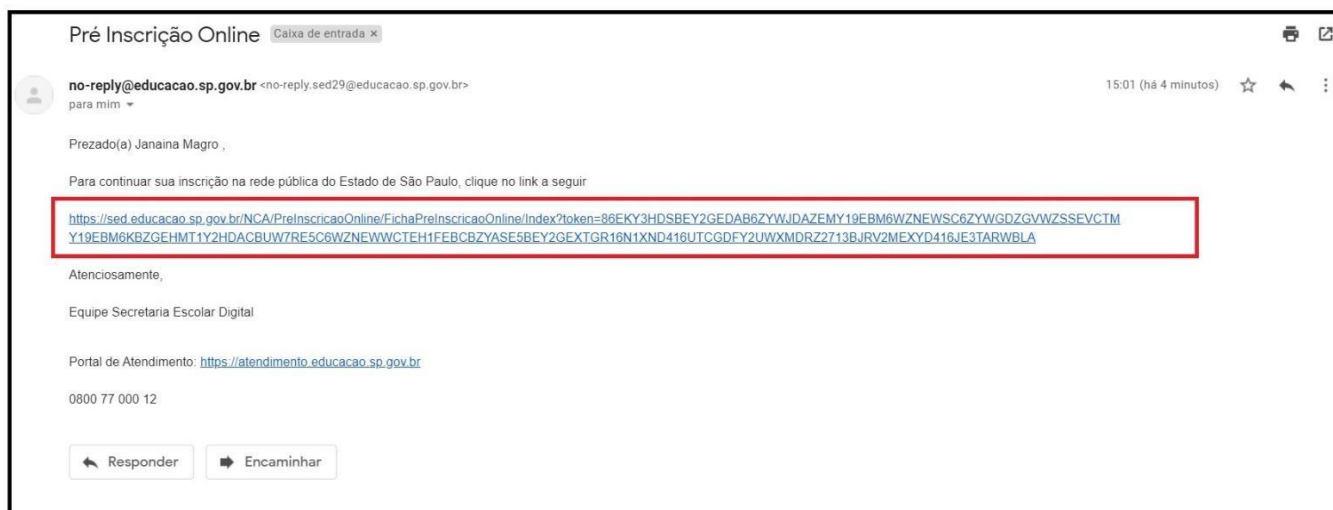 Pré Inscrição Online Caixa de entrada ×
no-reply@educacao.sp.gov.br <no-reply.sed29@educacao.sp.gov.br> 15:01 (há 4 minutos)
para mim
Prezado(a) Janaina Magro ,
Para continuar sua inscrição na rede pública do Estado de São Paulo, clique no link a seguir
https://sed.educacao.sp.gov.br/NCA/PreInscricaoOnline/FichaPreInscricaoOnline/Index?token=86EKY3HDSBEY2GEDAB6ZYWJDAZEMY19EBM6WZNEWSC6ZYWGDZGVWZSSEVCTM
Y19EBM6KBZGEHMT1Y2HDACBUW7RE5C6WZNEWWCTEH1FEBCBZYASE5BEY2GEXTGR16N1XND416UTCGDFY2UWXMDRZ2713BJRV2MEXYD416JE3TARWBLA
Atenciosamente,
Equipe Secretaria Escolar Digital
Portal de Atendimento: https://atendimento.educacao.sp.gov.br
0800 77 000 12
Responder Encaminhar